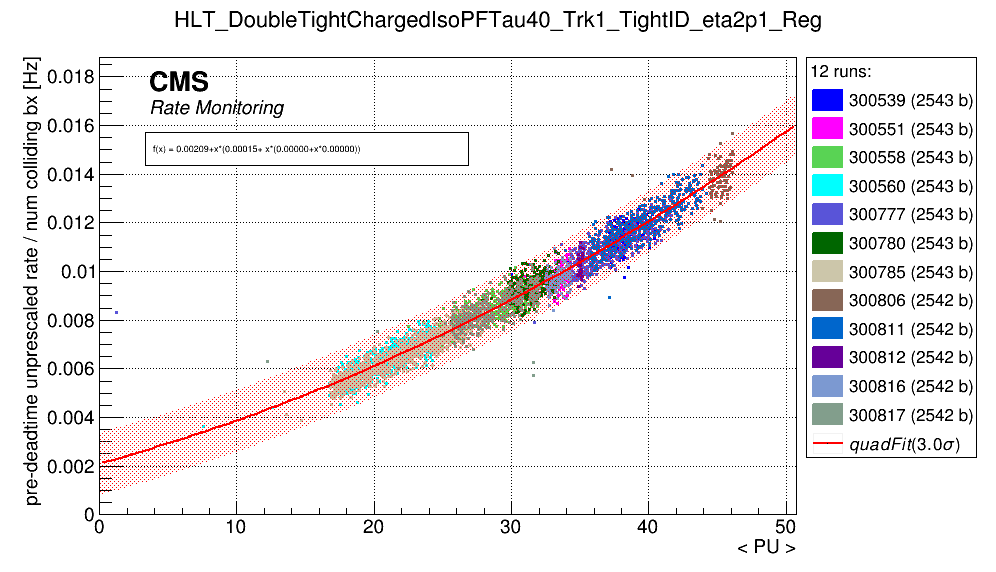 HLT_DoubleTightChargedIsoPFTau40_Trk1_TightID_eta2p1_Reg
pre-deadtime unprescaled rate / num colliding bx [Hz]
0.018
0.016
0.014
0.012
0.01
0.008
0.006
0.004
0.002
0
CMS
Rate Monitoring
f(x) = 0.00209+x*(0.00015+ x*(0.00000+x*0.00000))
0 10 20 30 40 50
< PU >
12 runs:
300539 (2543 b)
300551 (2543 b)
300558 (2543 b)
300560 (2543 b)
300777 (2543 b)
300780 (2543 b)
300785 (2543 b)
300806 (2542 b)
300811 (2542 b)
300812 (2542 b)
300816 (2542 b)
300817 (2542 b)
quadFit(3.0σ)